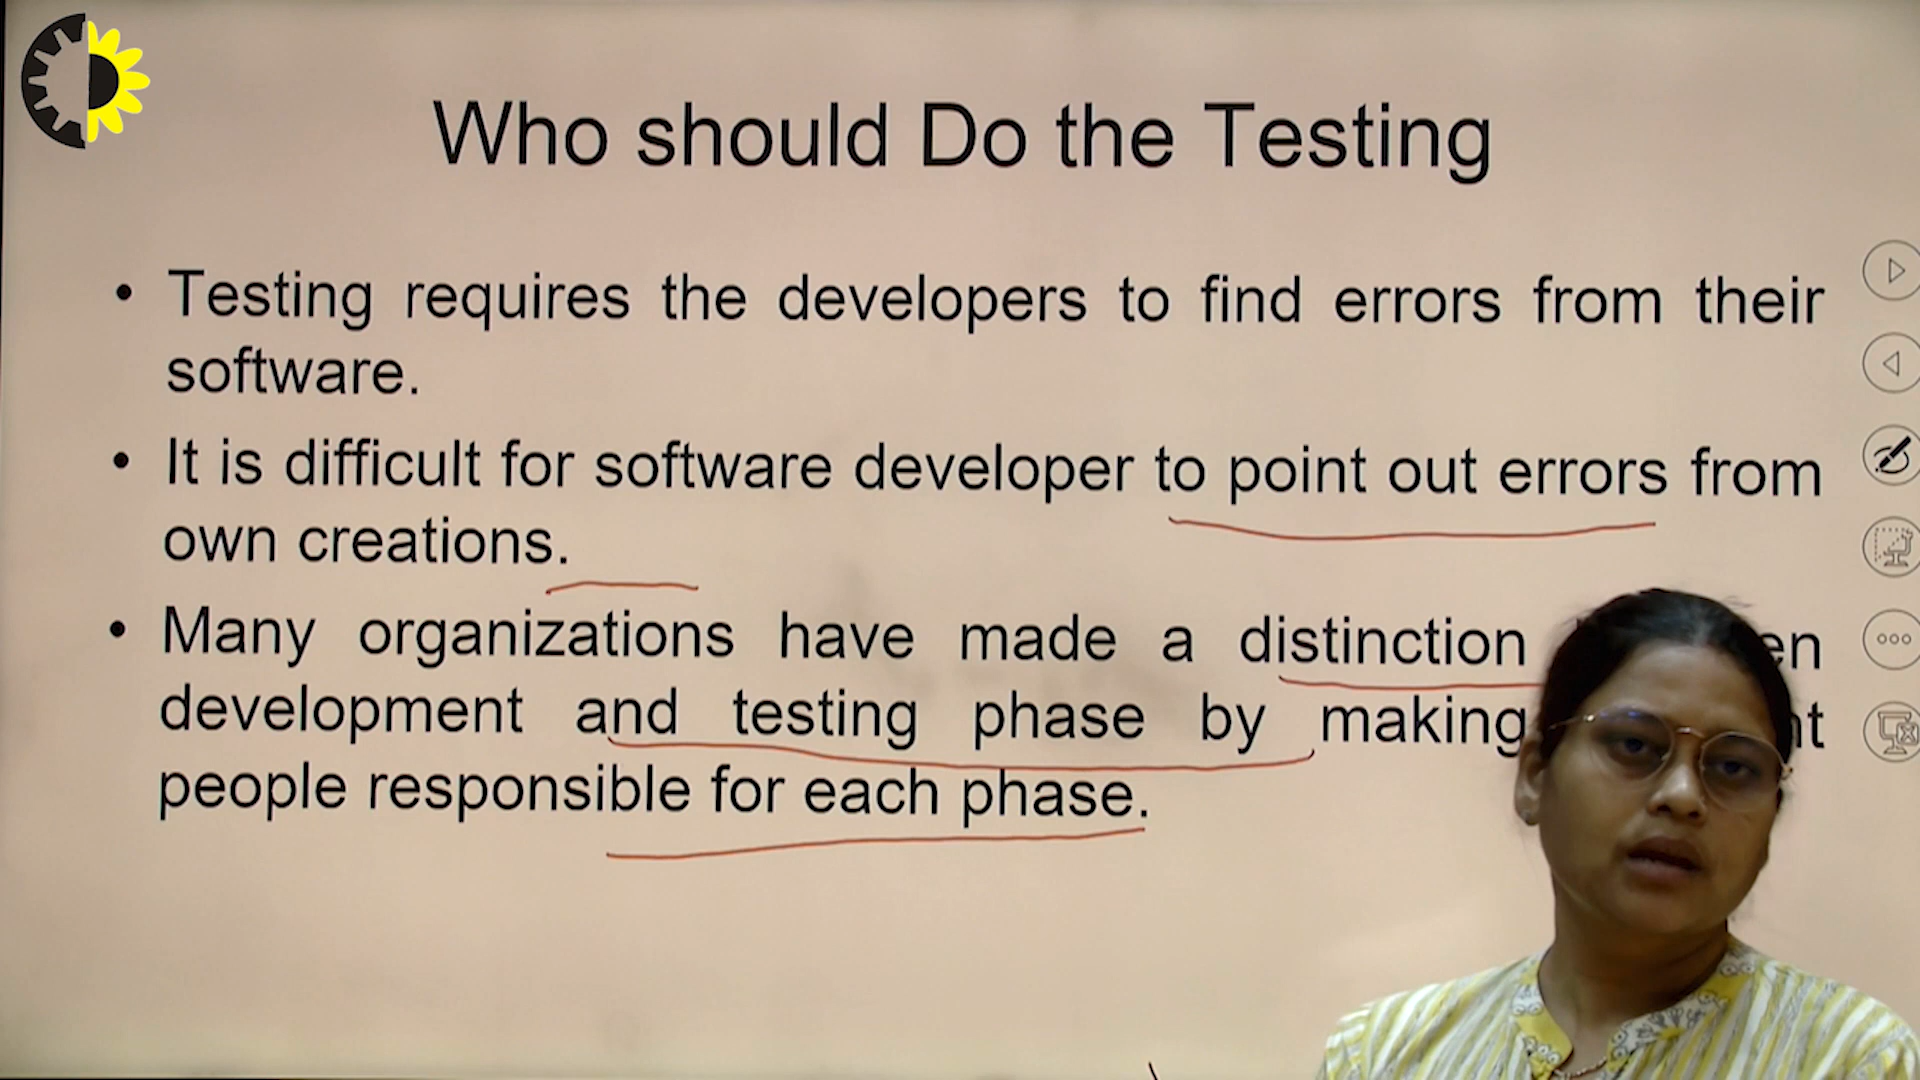 Who should Do the Testing
• Testing requires the developers to find errors from their
software.
• It is difficult for software developer to point out errors from
own creations.
• Many organizations have made a distinction
development and testing phase by making
people responsible for each phase.